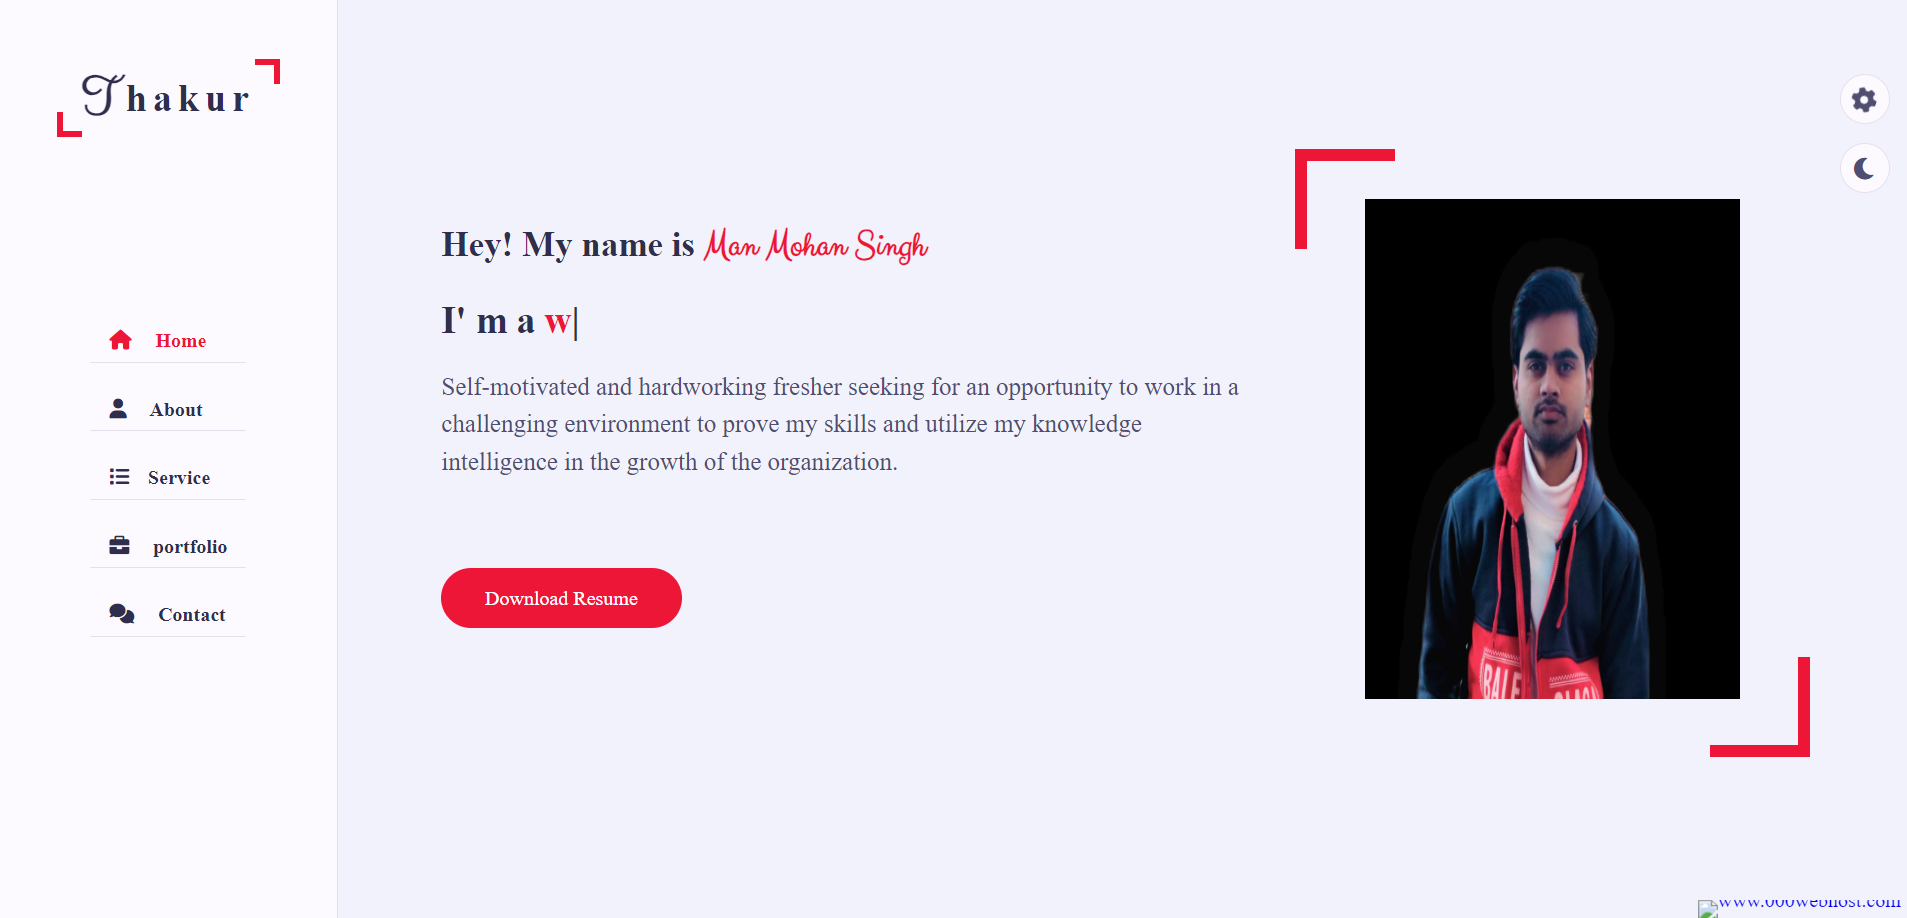 Thakur
Home
About
Service
portfolio
Contact
Hey! My name is Man Mohan Singh
I' m a w|
Self-motivated and hardworking fresher seeking for an opportunity to work in a
challenging environment to prove my skills and utilize my knowledge
intelligence in the growth of the organization.
Download Resume
www.000webhost.com